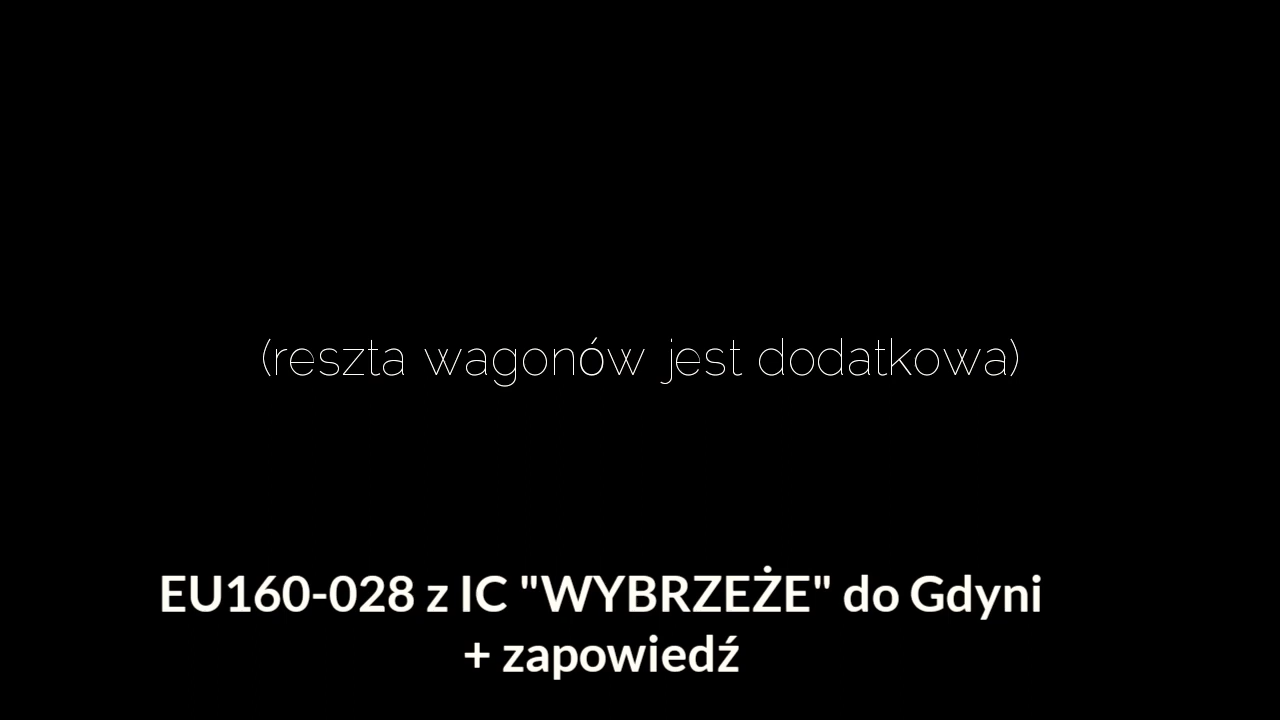 (reszta wagonów jest dodatkowa)
EU160-028 z IC "WYBRZEŻE" do Gdyni
+ zapowiedź